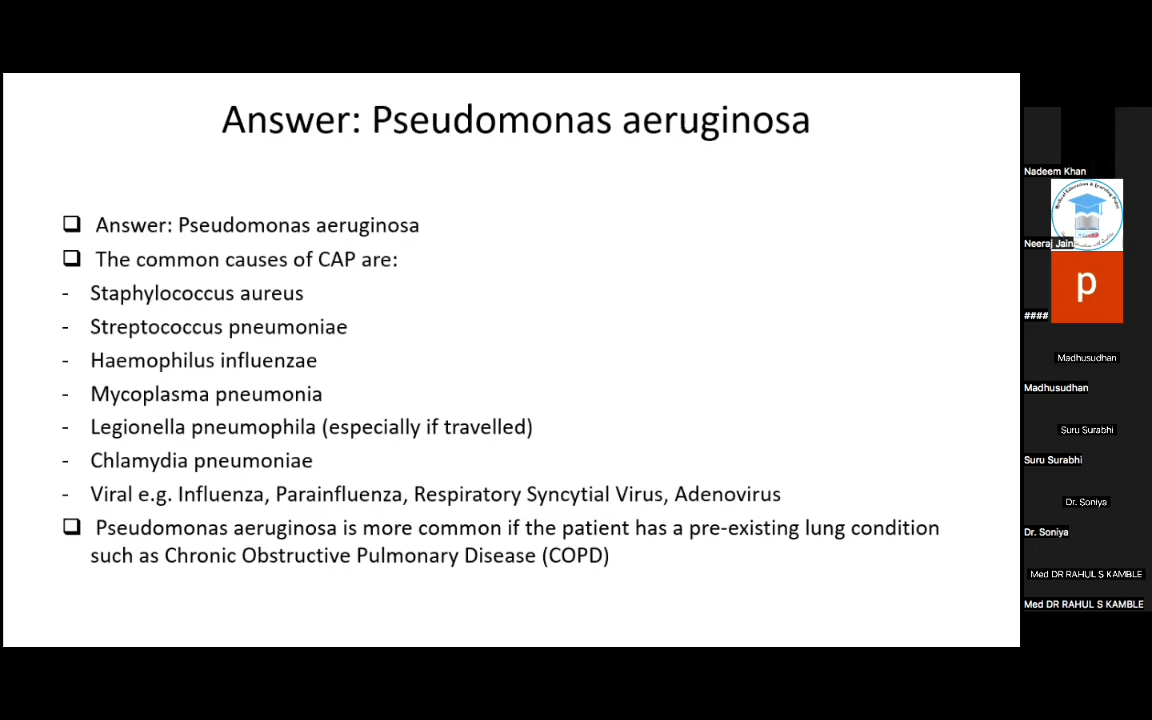 Answer: Pseudomonas aeruginosa
❑ Answer: Pseudomonas aeruginosa
❑ The common causes of CAP are:
- Staphylococcus aureus
- Streptococcus pneumoniae
- Haemophilus influenzae
- Mycoplasma pneumonia
- Legionella pneumophila (especially if travelled)
- Chlamydia pneumoniae
- Viral e.g. Influenza, Parainfluenza, Respiratory Syncytial Virus, Adenovirus
❑ Pseudomonas aeruginosa is more common if the patient has a pre-existing lung condition
such as Chronic Obstructive Pulmonary Disease (COPD)
Nadeem Khan
Neeraj Jain
p
####
Madhusudhan
Madhusudhan
Suru Surabhi
Suru Surabhi
Dr. Soniya
Dr. Soniya
Med DR RAHUL S KAMBLE
Med DR RAHUL S KAMBLE